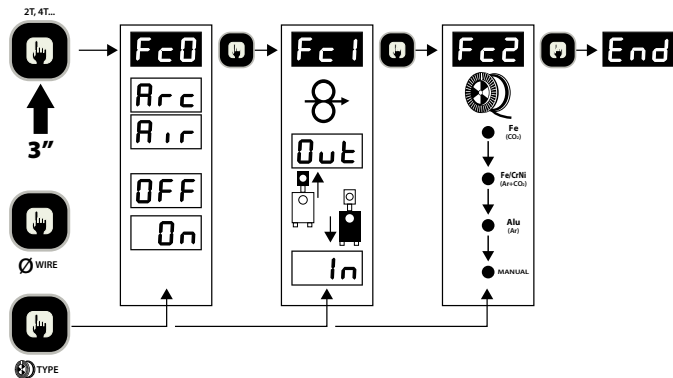 2T, 4T...
3”
Ø WIRE
TYPE
Fc0
Arc
Air
OFF
On
Fc1
Out
In
Fc2
Fe
(CO₂)
Fe/CrNi
(Ar+CO₂)
Alu
(Ar)
MANUAL
End